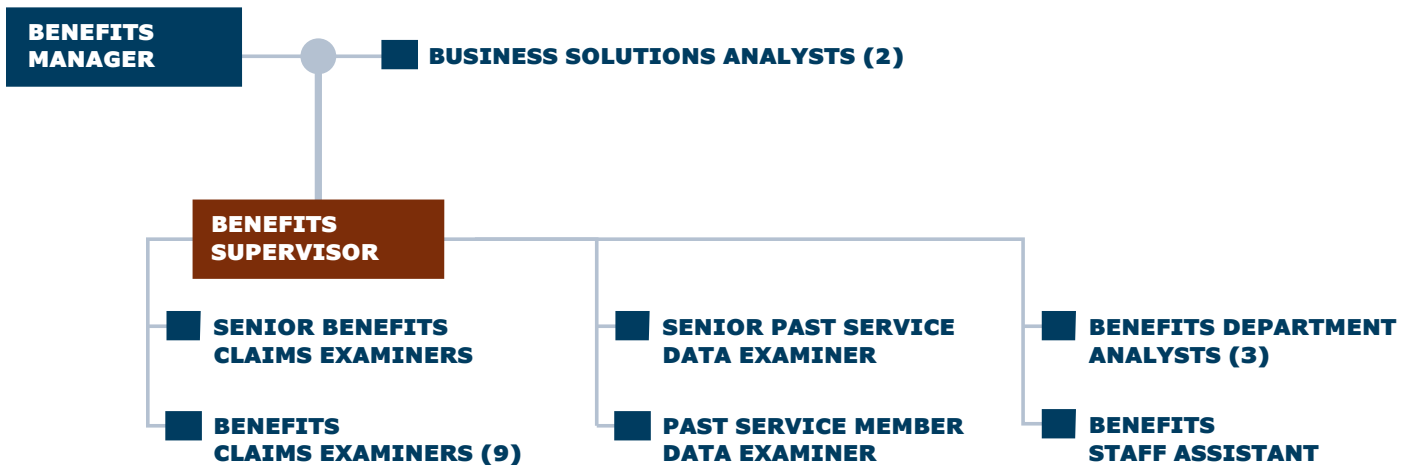 BENEFITS
MANAGER
BUSINESS SOLUTIONS ANALYSTS (2)
BENEFITS
SUPERVISOR
SENIOR BENEFITS
CLAIMS EXAMINERS
SENIOR PAST SERVICE
DATA EXAMINER
BENEFITS DEPARTMENT
ANALYSTS (3)
BENEFITS
CLAIMS EXAMINERS (9)
PAST SERVICE MEMBER
DATA EXAMINER
BENEFITS
STAFF ASSISTANT